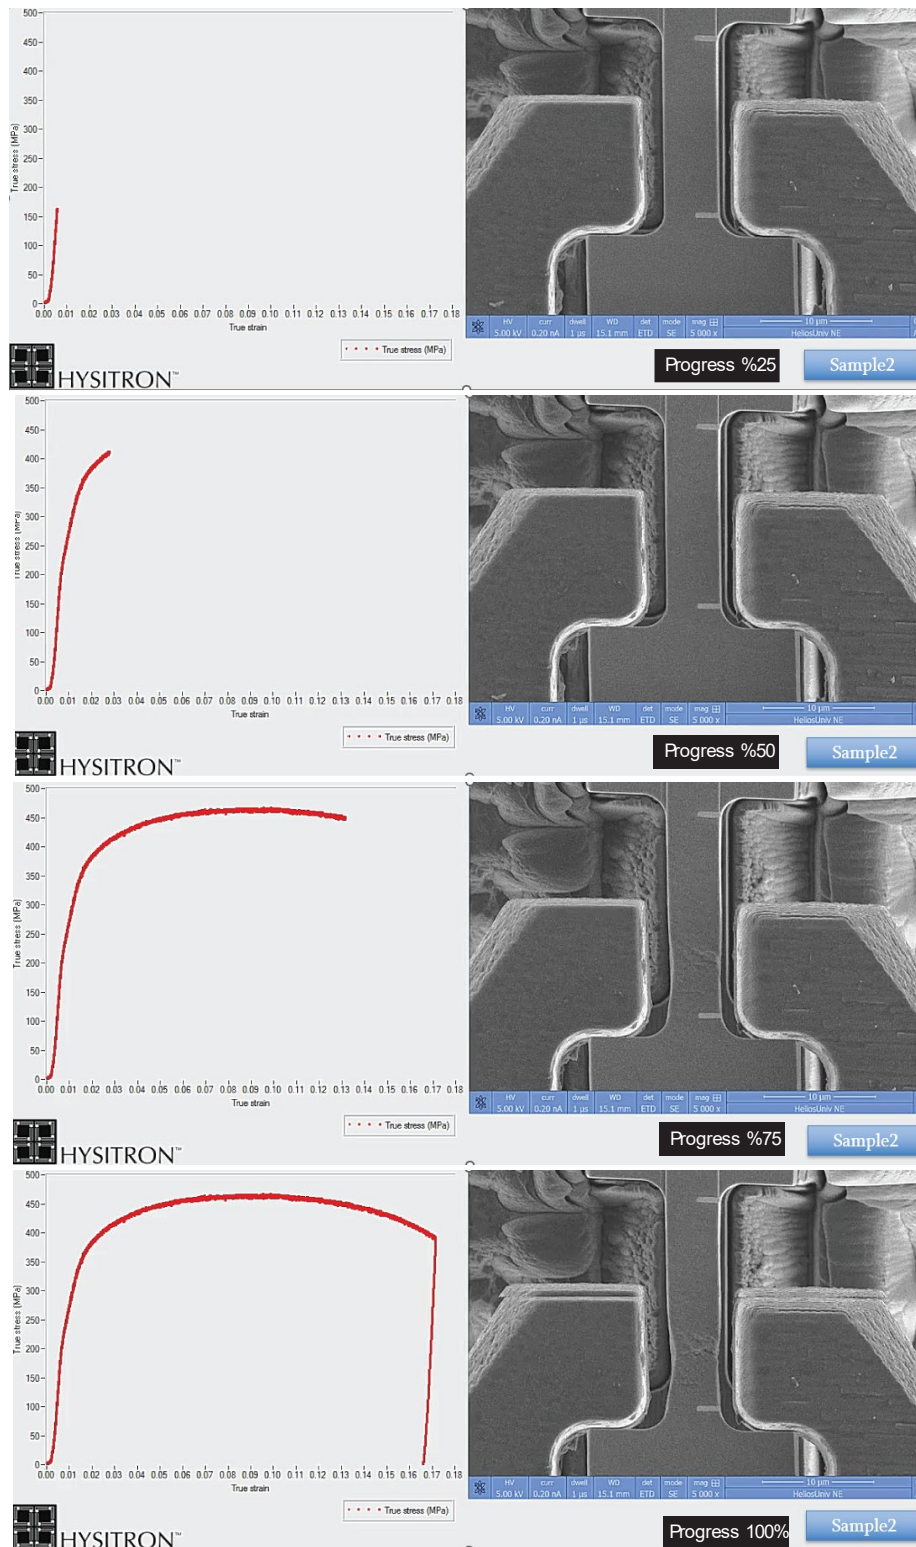 500
450
400
350
300
250
200
150
100
50
0
True stress (MPa)
0.00 0.01 0.02 0.03 0.04 0.05 0.06 0.07 0.08 0.09 0.10 0.11 0.12 0.13 0.14 0.15 0.16 0.17 0.18
True strain
True stress (MPa)
HYSITRON™
HV curr dwell WD det mode mag 10 μm
5.00 kV 0.20 nA 1 μs 15.1 mm ETD SE 5 000 x HeliosUniv NE
Progress %25
Sample2
500
450
400
350
300
250
200
150
100
50
0
True stress (MPa)
0.00 0.01 0.02 0.03 0.04 0.05 0.06 0.07 0.08 0.09 0.10 0.11 0.12 0.13 0.14 0.15 0.16 0.17 0.18
True strain
True stress (MPa)
HYSITRON™
HV curr dwell WD det mode mag 10 μm
5.00 kV 0.20 nA 1 μs 15.1 mm ETD SE 5 000 x HeliosUniv NE
Progress %50
Sample2
500
450
400
350
300
250
200
150
100
50
0
True stress (MPa)
0.00 0.01 0.02 0.03 0.04 0.05 0.06 0.07 0.08 0.09 0.10 0.11 0.12 0.13 0.14 0.15 0.16 0.17 0.18
True strain
True stress (MPa)
HYSITRON™
HV curr dwell WD det mode mag 10 μm
5.00 kV 0.20 nA 1 μs 15.1 mm ETD SE 5 000 x HeliosUniv NE
Progress %75
Sample2
500
450
400
350
300
250
200
150
100
50
0
True stress (MPa)
0.00 0.01 0.02 0.03 0.04 0.05 0.06 0.07 0.08 0.09 0.10 0.11 0.12 0.13 0.14 0.15 0.16 0.17 0.18
True strain
True stress (MPa)
HYSITRON™
HV curr dwell WD det mode mag 10 μm
5.00 kV 0.20 nA 1 μs 15.1 mm ETD SE 5 000 x HeliosUniv NE
Progress 100%
Sample2